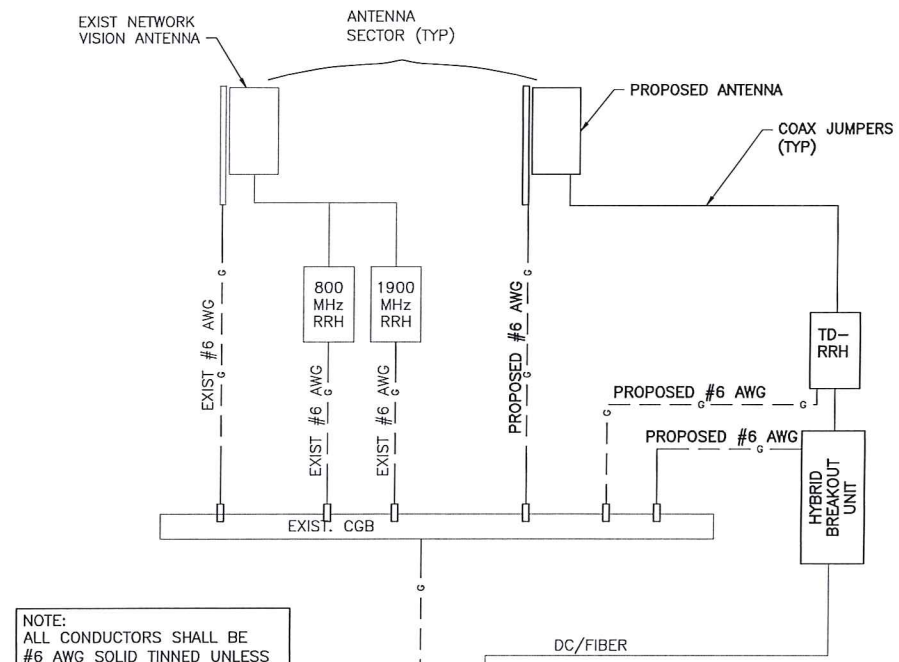 EXIST NETWORK
VISION ANTENNA
ANTENNA
SECTOR (TYP)
PROPOSED ANTENNA
COAX JUMPERS
(TYP)
G
G
800
MHz
RRH
1900
MHz
RRH
TD-
RRH
EXIST #6 AWG
G
EXIST #6 AWG
G
EXIST #6 AWG
G
PROPOSED #6 AWG
G
PROPOSED #6 AWG
G
G
G
PROPOSED #6 AWG
G
HYBRID
BREAKOUT
UNIT
EXIST. CGB
G
NOTE:
ALL CONDUCTORS SHALL BE
#6 AWG SOLID TINNED UNLESS
DC/FIBER